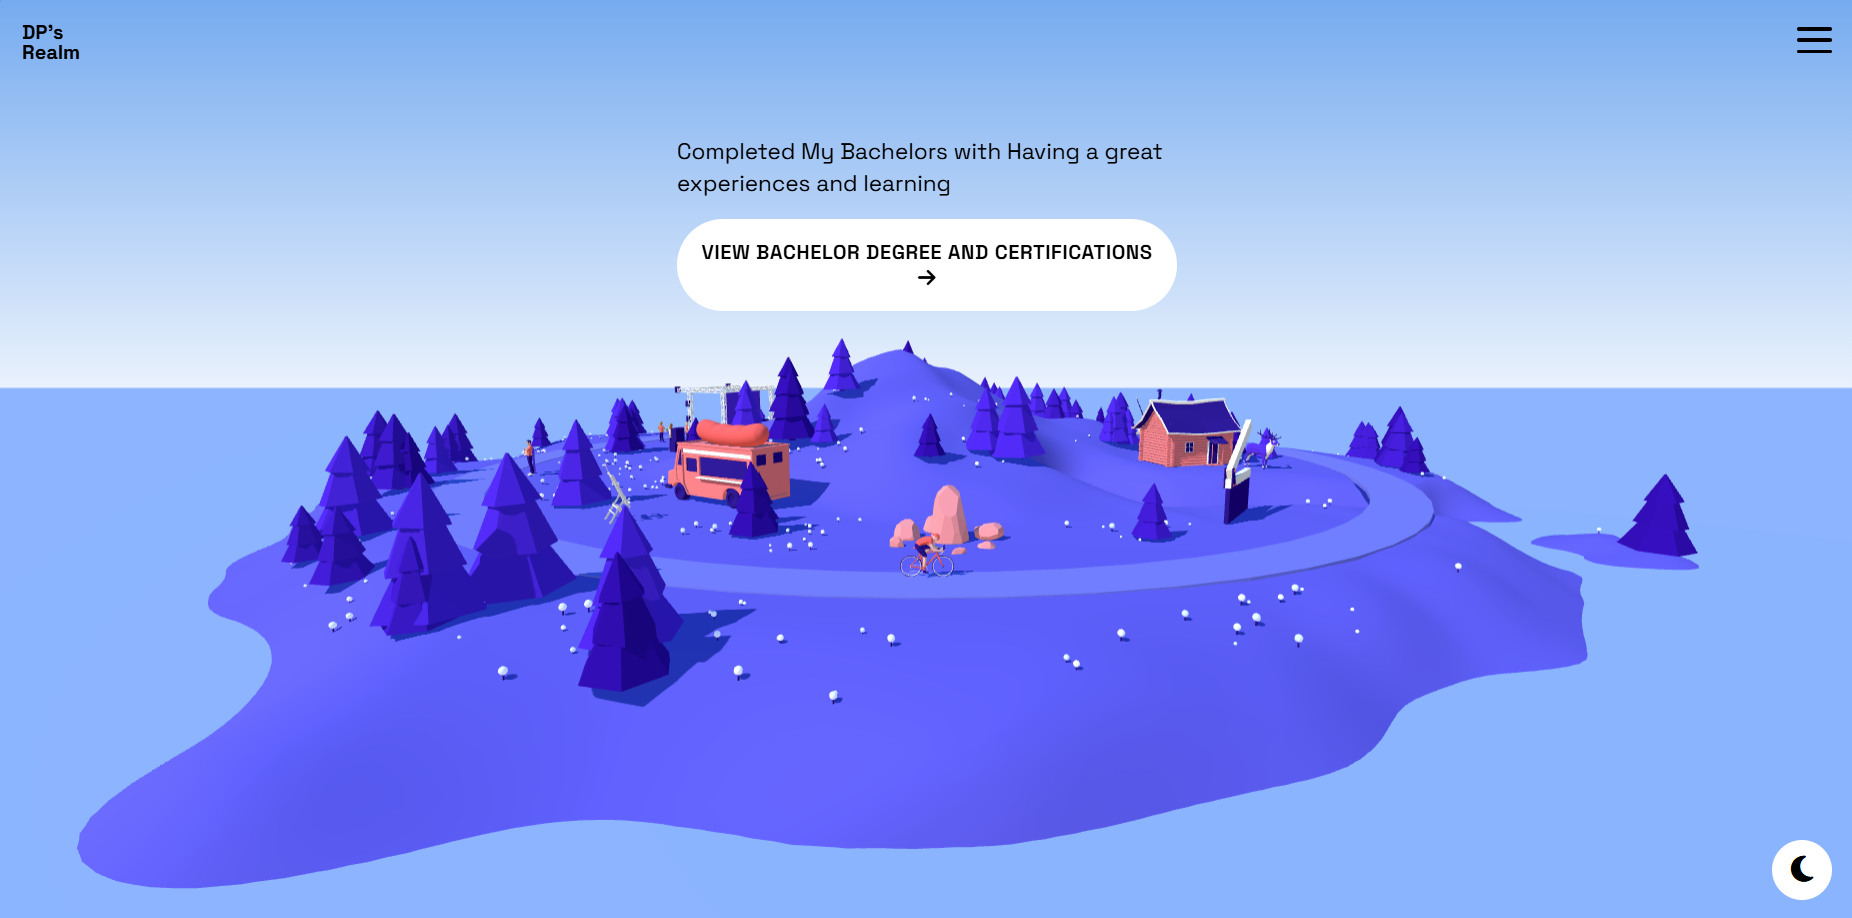 DP's
Realm
Completed My Bachelors with Having a great
experiences and learning
VIEW BACHELOR DEGREE AND CERTIFICATIONS
→